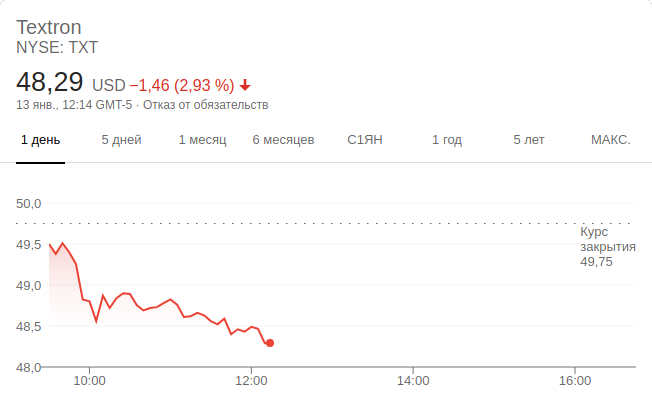 Textron
NYSE: TXT
48,29 USD −1,46 (2,93 %)
13 янв., 12:14 GMT-5 · Отказ от обязательств
1 день 5 дней 1 месяц 6 месяцев С1ЯН 1 год 5 лет МАКС.
50,0
Курс
закрытия
49,75
49,5
49,0
48,5
48,0
10:00 12:00 14:00 16:00